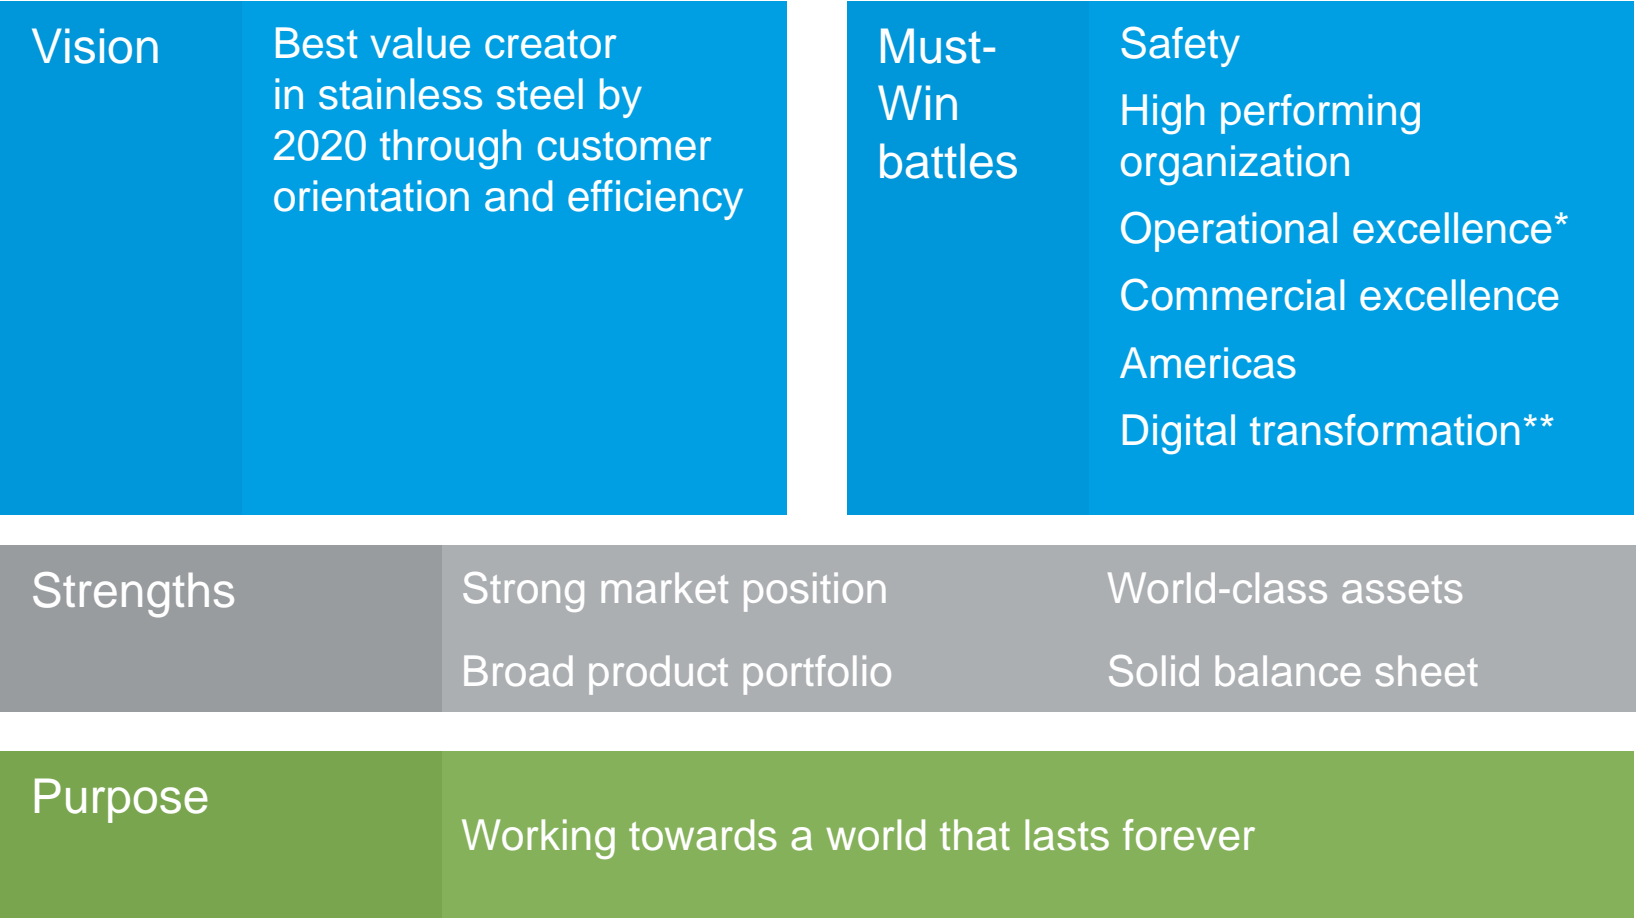 Vision
Best value creator
in stainless steel by
2020 through customer
orientation and efficiency
Must-
Win
battles
Safety
High performing
organization
Operational excellence*
Commercial excellence
Americas
Digital transformation**
Strengths
Strong market position
World-class assets
Broad product portfolio
Solid balance sheet
Purpose
Working towards a world that lasts forever